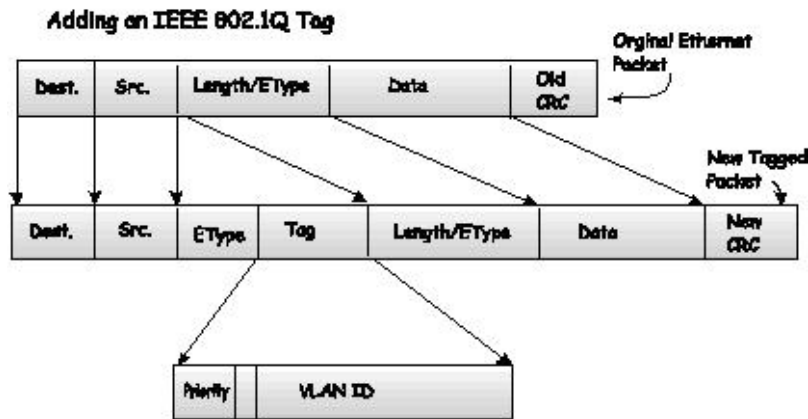 Adding an IEEE 802.1Q Tag
Orginal Ethernet
Packet
Dest. Src. Length/EType Data Old
CRC
New Tagged
Packet
Dest. Src. EType Tag Length/EType Data New
CRC
Priority VLAN ID